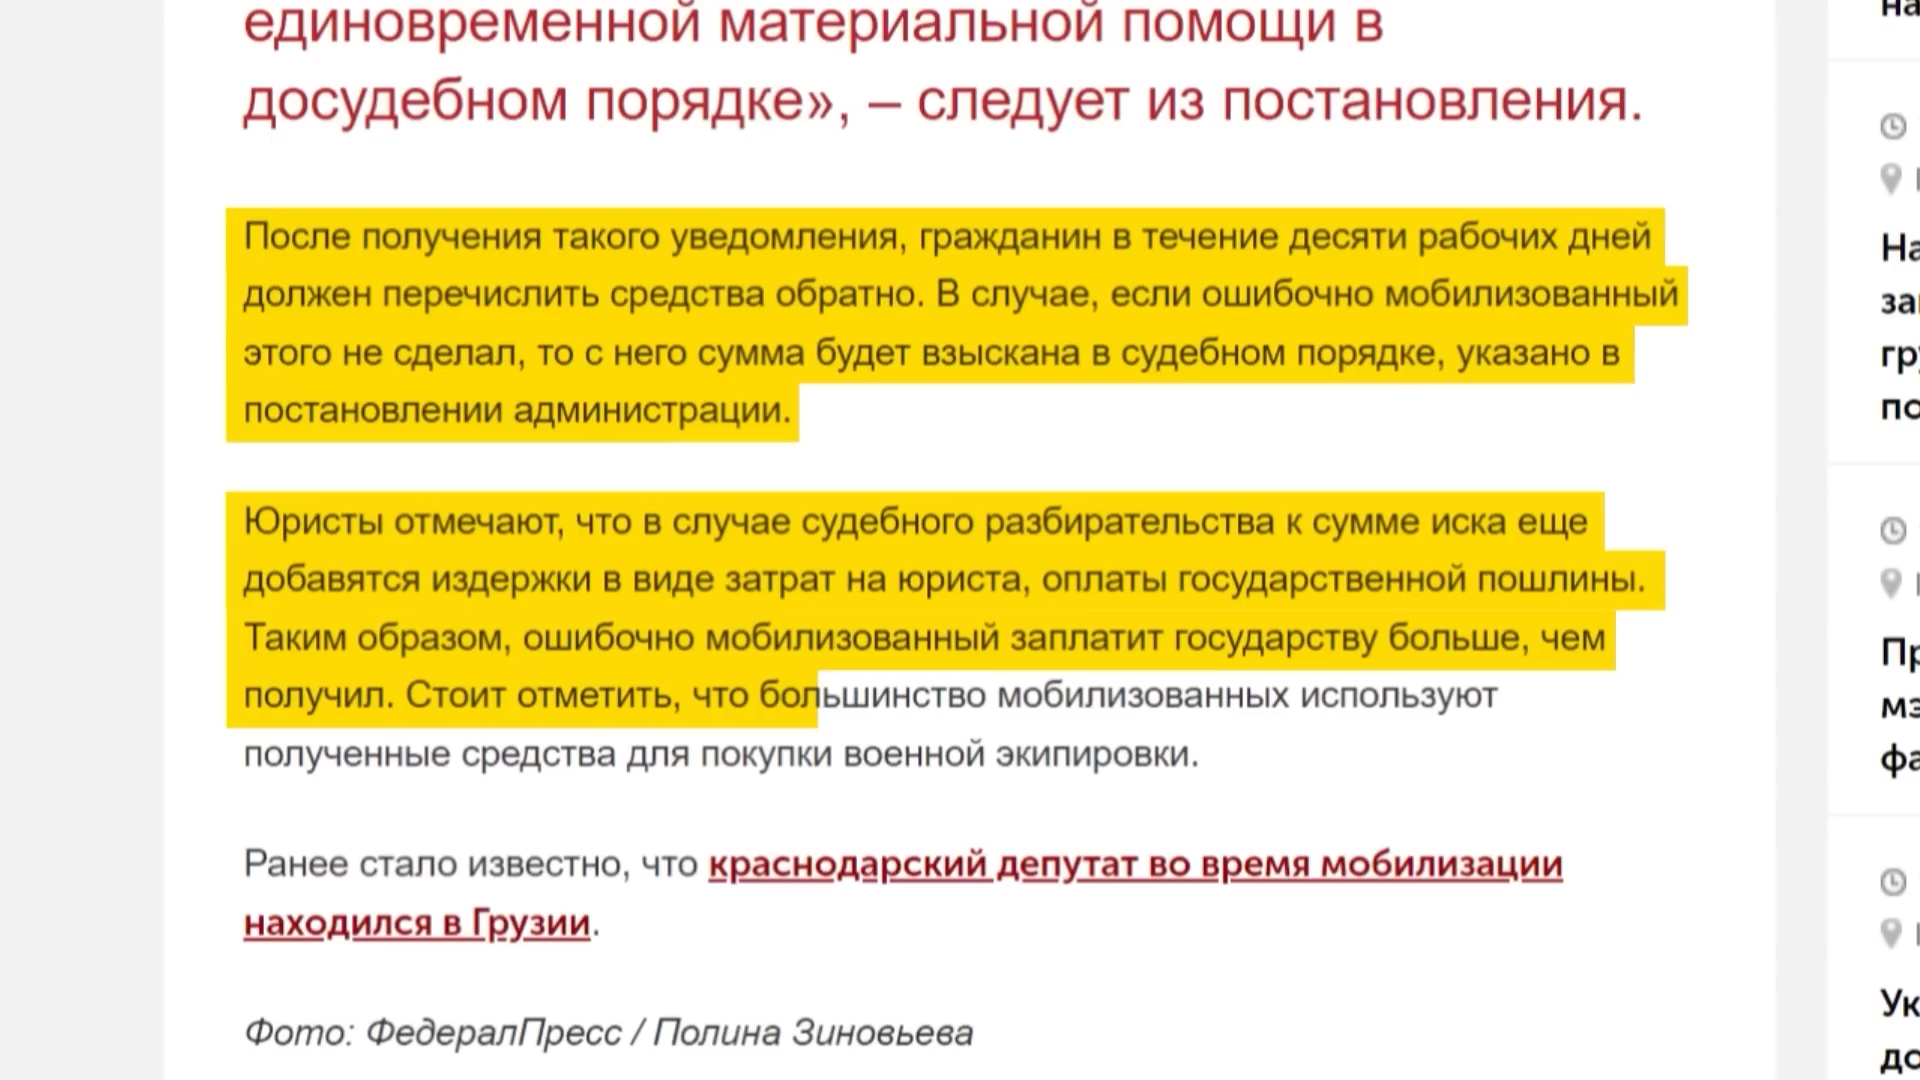 единовременной материальной помощи в
досудебном порядке», – следует из постановления.
После получения такого уведомления, гражданин в течение десяти рабочих дней
должен перечислить средства обратно. В случае, если ошибочно мобилизованный
этого не сделал, то с него сумма будет взыскана в судебном порядке, указано в
постановлении администрации.
Юристы отмечают, что в случае судебного разбирательства к сумме иска еще
добавятся издержки в виде затрат на юриста, оплаты государственной пошлины.
Таким образом, ошибочно мобилизованный заплатит государству больше, чем
получил. Стоит отметить, что большинство мобилизованных используют
полученные средства для покупки военной экипировки.
Ранее стало известно, что краснодарский депутат во время мобилизации
находился в Грузии.
Фото: ФедералПресс / Полина Зиновьева